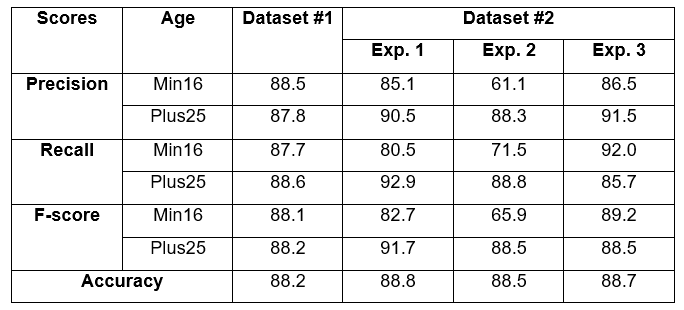 Scores Age Dataset #1 Dataset #2
Exp. 1 Exp. 2 Exp. 3
Precision Min16 88.5 85.1 61.1 86.5
Plus25 87.8 90.5 88.3 91.5
Recall Min16 87.7 80.5 71.5 92.0
Plus25 88.6 92.9 88.8 85.7
F-score Min16 88.1 82.7 65.9 89.2
Plus25 88.2 91.7 88.5 88.5
Accuracy 88.2 88.8 88.5 88.7